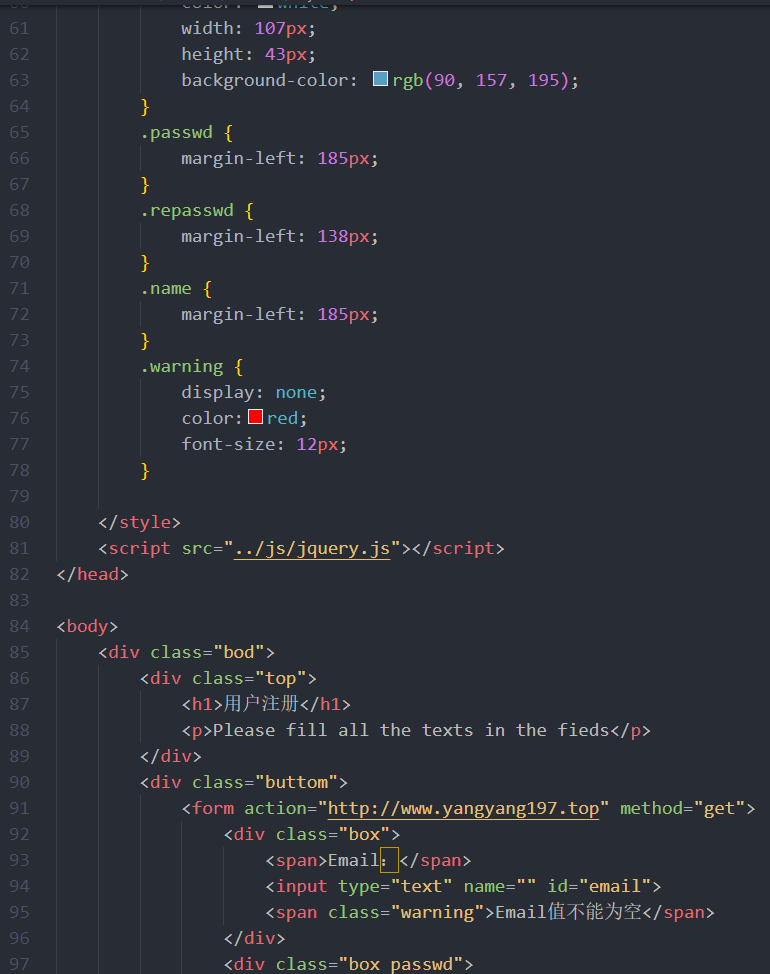 60 color: white;
61 width: 107px;
62 height: 43px;
63 background-color: rgb(90, 157, 195);
64 }
65 .passwd {
66 margin-left: 185px;
67 }
68 .repasswd {
69 margin-left: 138px;
70 }
71 .name {
72 margin-left: 185px;
73 }
74 .warning {
75 display: none;
76 color: red;
77 font-size: 12px;
78 }
79
80 </style>
81 <script src="../js/jquery.js"></script>
82 </head>
83
84 <body>
85 <div class="bod">
86 <div class="top">
87 <h1>用户注册</h1>
88 <p>Please fill all the texts in the fieds</p>
89 </div>
90 <div class="buttom">
91 <form action="http://www.yangyang197.top" method="get">
92 <div class="box">
93 <span>Email：</span>
94 <input type="text" name="" id="email">
95 <span class="warning">Email值不能为空</span>
96 </div>
97 <div class="box passwd">